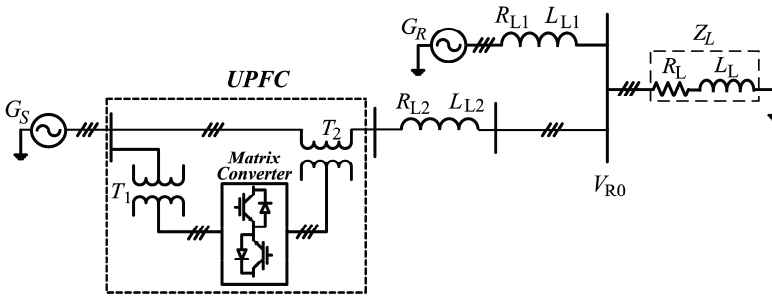 G_R
R_L1 L_L1
Z_L
R_L L_L
UPFC
G_S
T_2
R_L2 L_L2
Matrix
Converter
T_1
V_R0